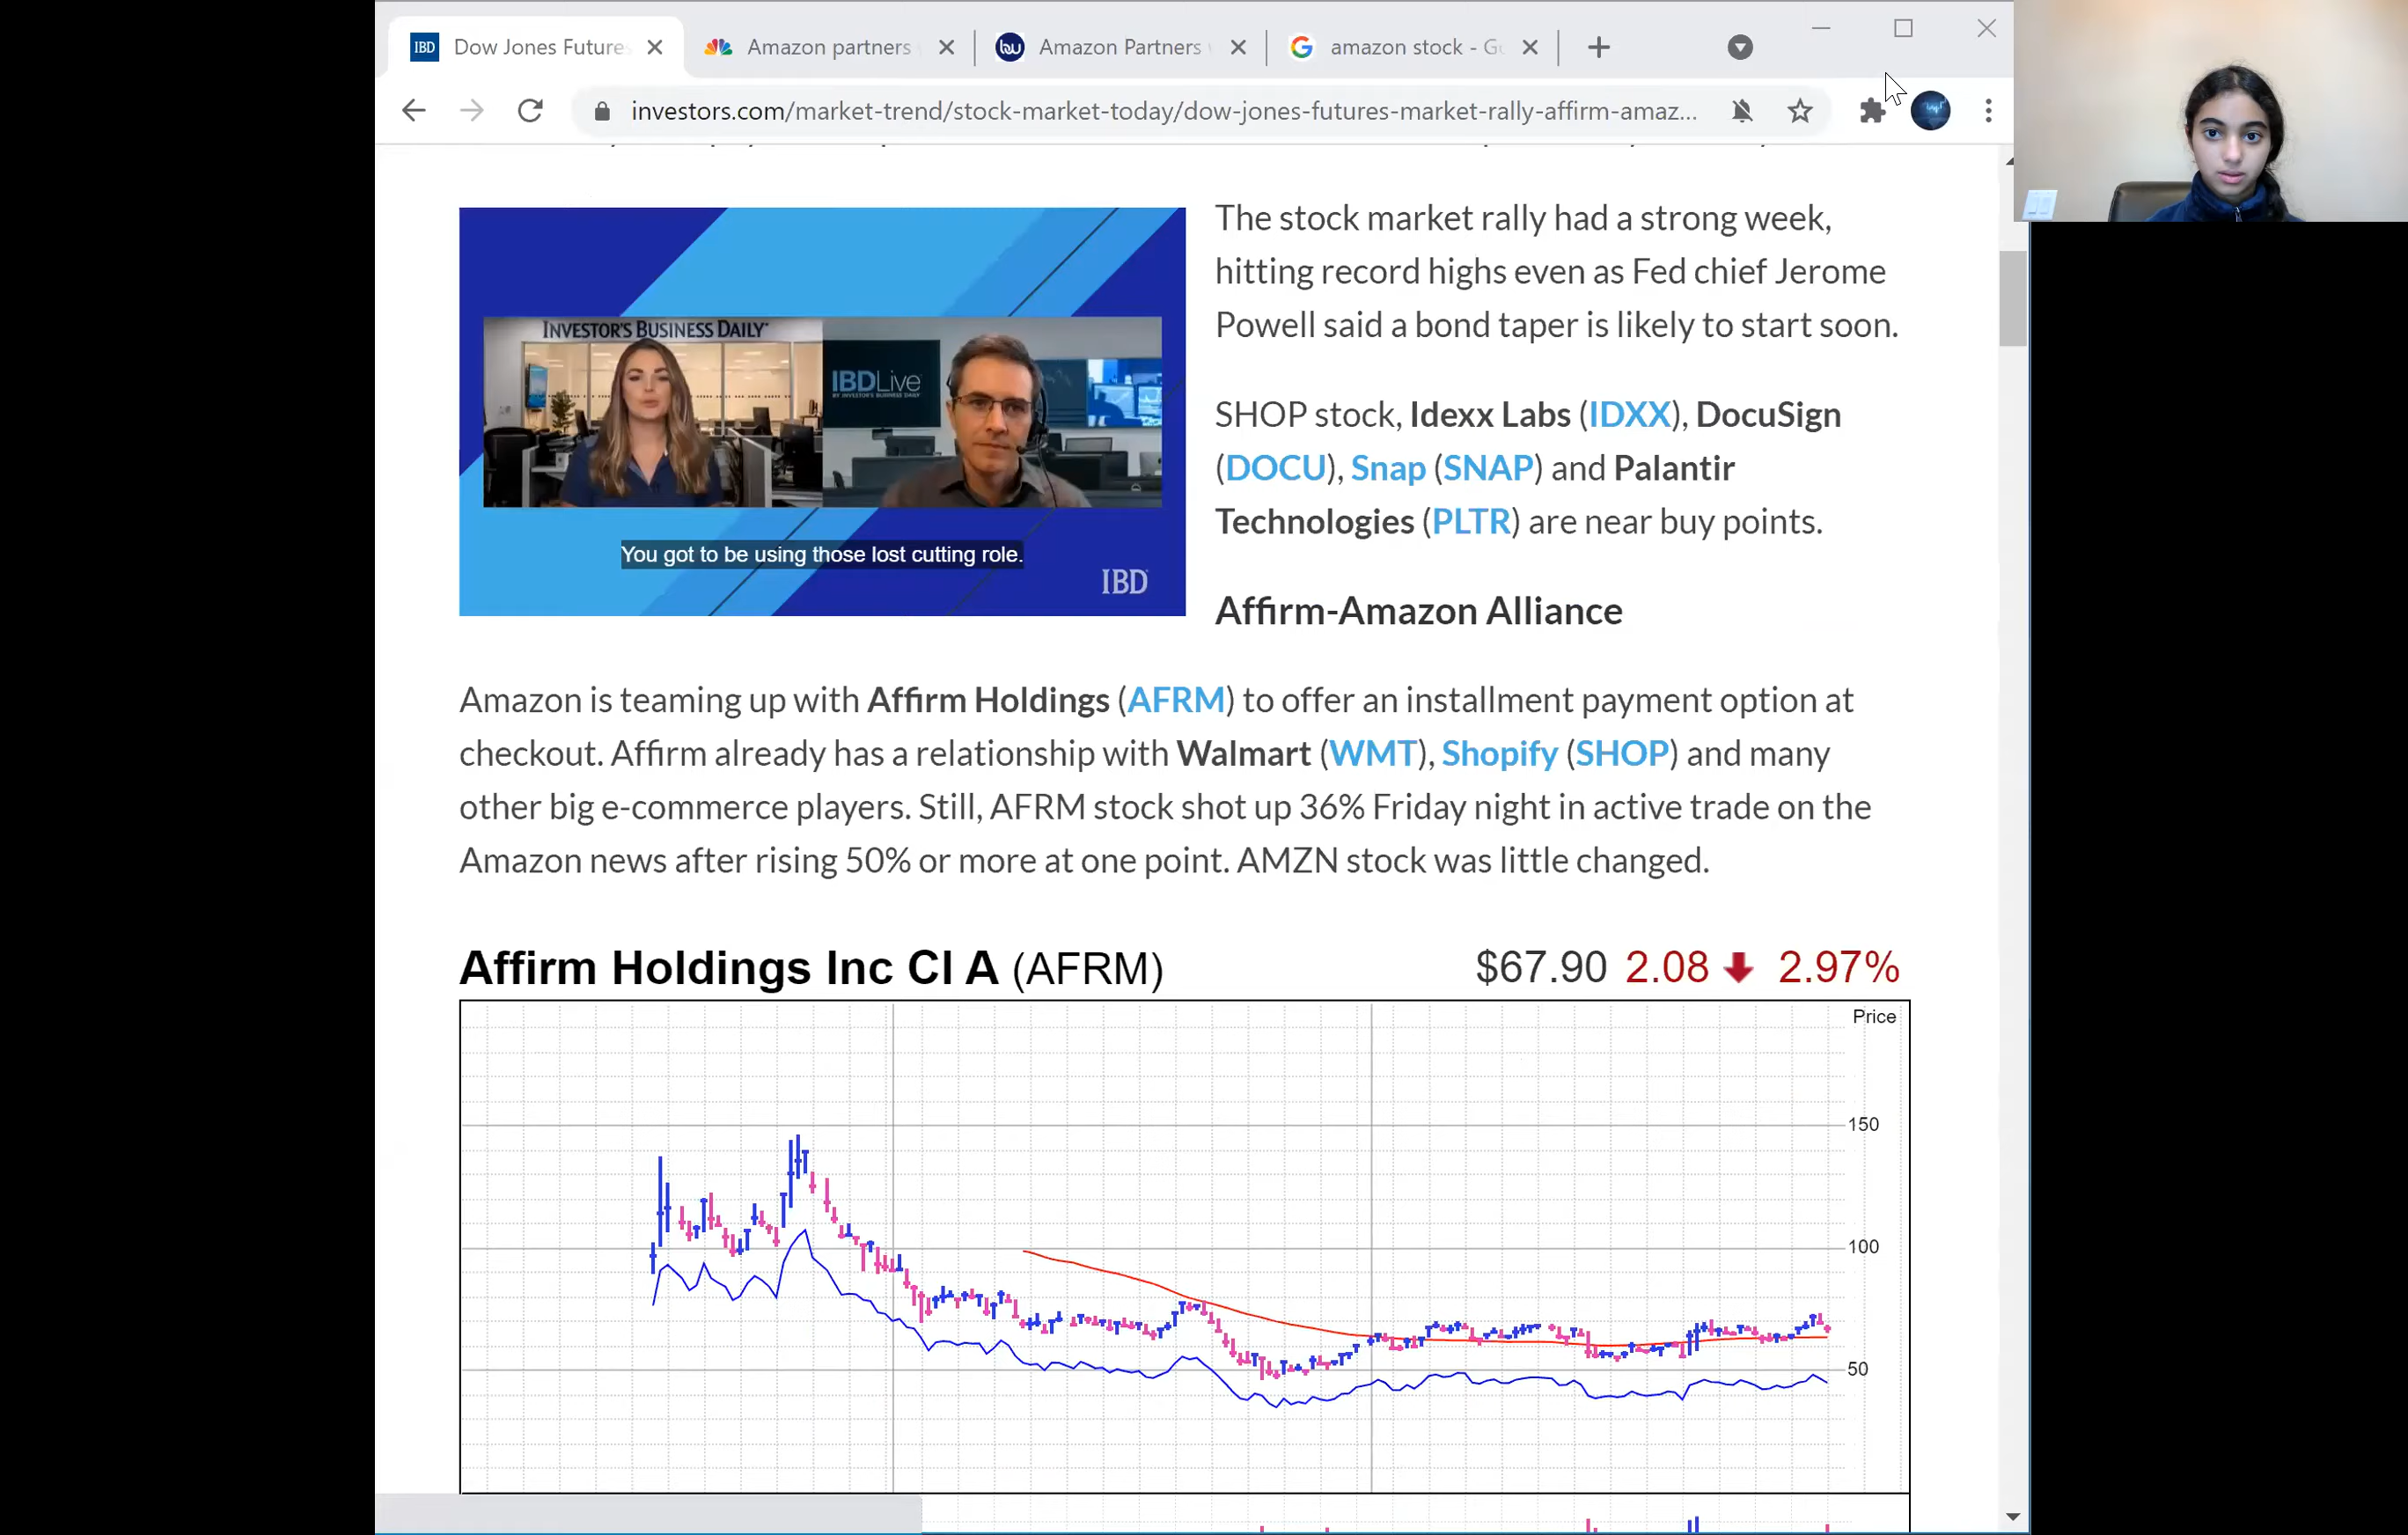 IBD Dow Jones Future
Amazon partners
bw Amazon Partners
amazon stock - G
investors.com/market-trend/stock-market-today/dow-jones-futures-market-rally-affirm-amaz...
The stock market rally had a strong week,
hitting record highs even as Fed chief Jerome
Powell said a bond taper is likely to start soon.
INVESTOR'S BUSINESS DAILY
IBDLive
BY INVESTOR'S BUSINESS DAILY
You got to be using those lost cutting role.
IBD
SHOP stock, Idexx Labs (IDXX), DocuSign
(DOCU), Snap (SNAP) and Palantir
Technologies (PLTR) are near buy points.
Affirm-Amazon Alliance
Amazon is teaming up with Affirm Holdings (AFRM) to offer an installment payment option at
checkout. Affirm already has a relationship with Walmart (WMT), Shopify (SHOP) and many
other big e-commerce players. Still, AFRM stock shot up 36% Friday night in active trade on the
Amazon news after rising 50% or more at one point. AMZN stock was little changed.
Affirm Holdings Inc Cl A (AFRM) $67.90 2.08 2.97%
Price
150
100
50